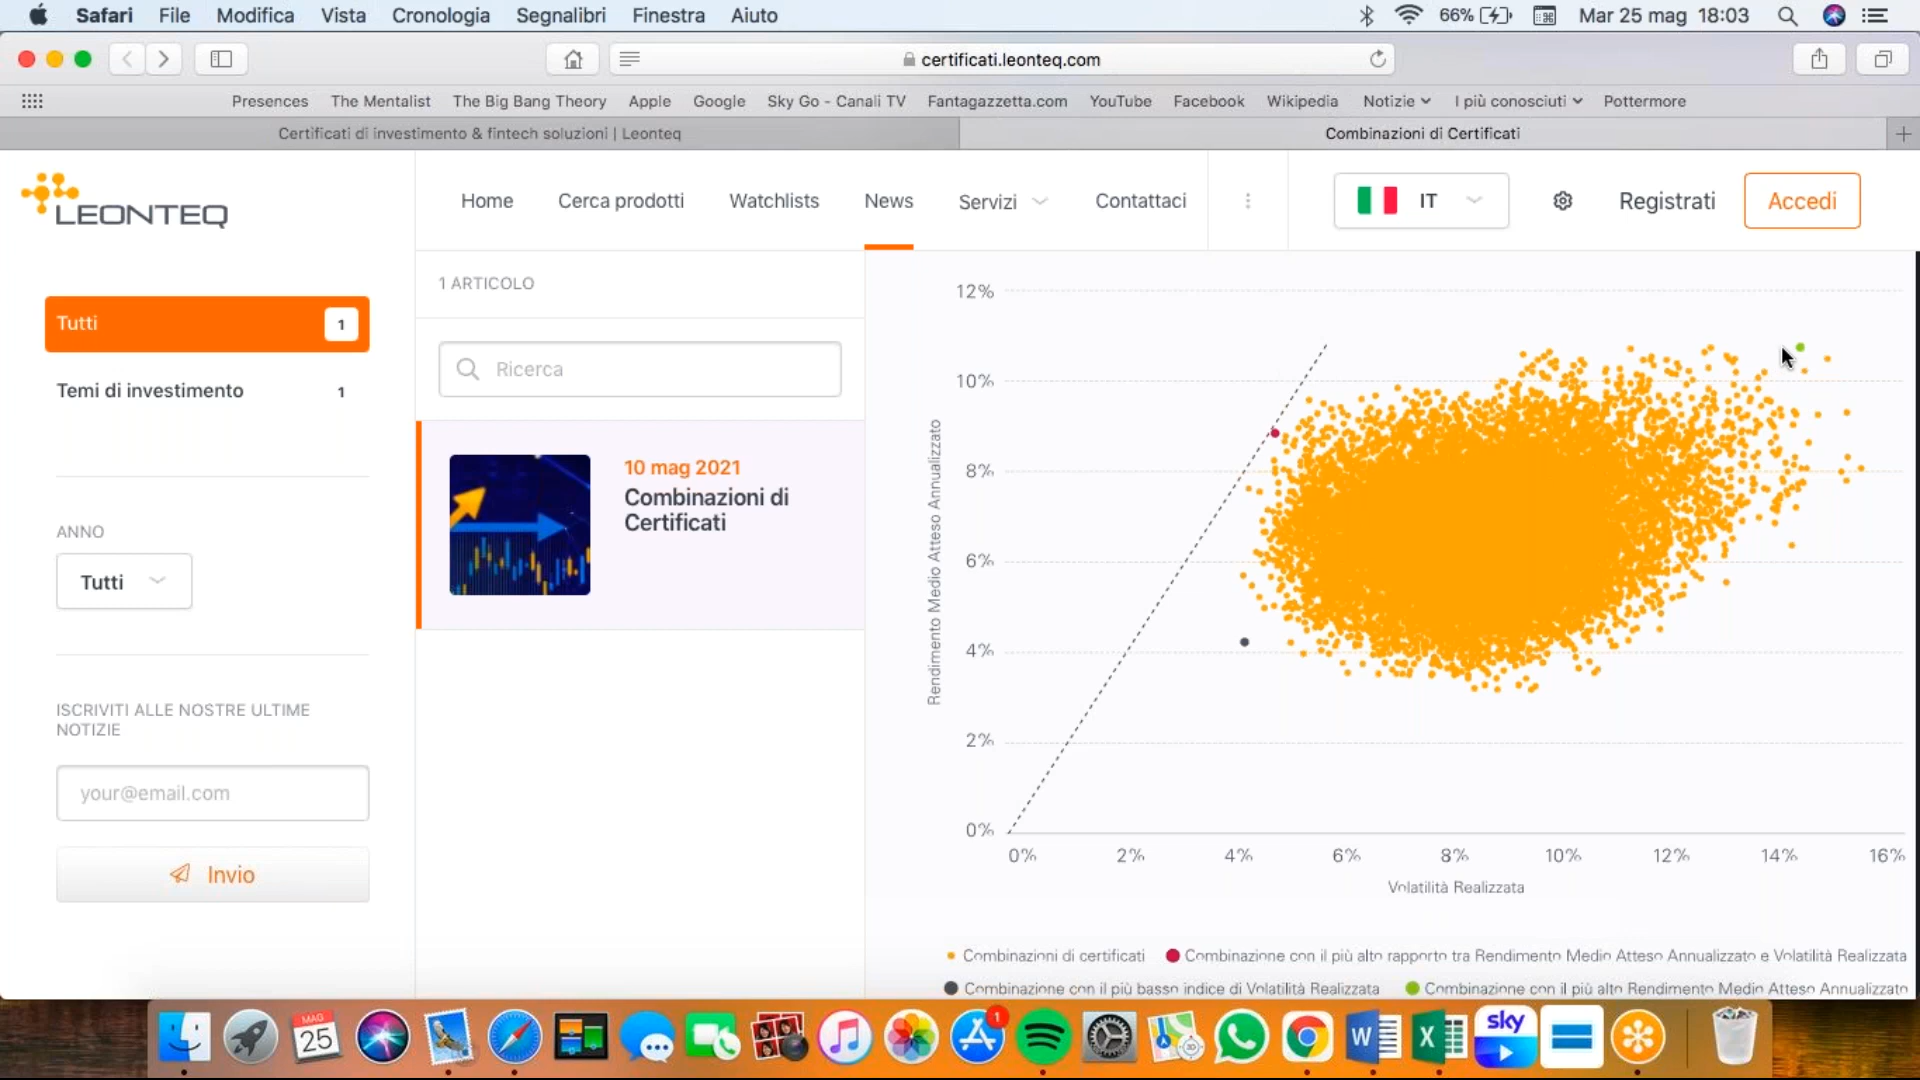 Safari File Modifica Vista Cronologia Segnalibri Finestra Aiuto 66% Mar 25 mag 18:03
certificati.leonteq.com
Presences The Mentalist The Big Bang Theory Apple Google Sky Go - Canali TV Fantagazzetta.com YouTube Facebook Wikipedia Notizie I più conosciuti Pottermore
Certificati di investimento & fintech soluzioni | Leonteq Combinazioni di Certificati
LEONTEQ
Home Cerca prodotti Watchlists News Servizi Contattaci IT Registrati Accedi
Tutti 1
Temi di investimento 1
ANNO
Tutti
ISCRIVITI ALLE NOSTRE ULTIME
NOTIZIE
your@email.com
Invio
1 ARTICOLO
Ricerca
10 mag 2021
Combinazioni di
Certificati
Rendimento Medio Atteso Annualizzato
12%
10%
8%
6%
4%
2%
0%
0% 2% 4% 6% 8% 10% 12% 14% 16%
Volatilità Realizzata
Combinazioni di certificati Combinazione con il più alto rapporto tra Rendimento Medio Atteso Annualizzato e Volatilità Realizzata
Combinazione con il più basso indice di Volatilità Realizzata Combinazione con il più alto Rendimento Medio Atteso Annualizzato
MAG
25
1
W
X
sky